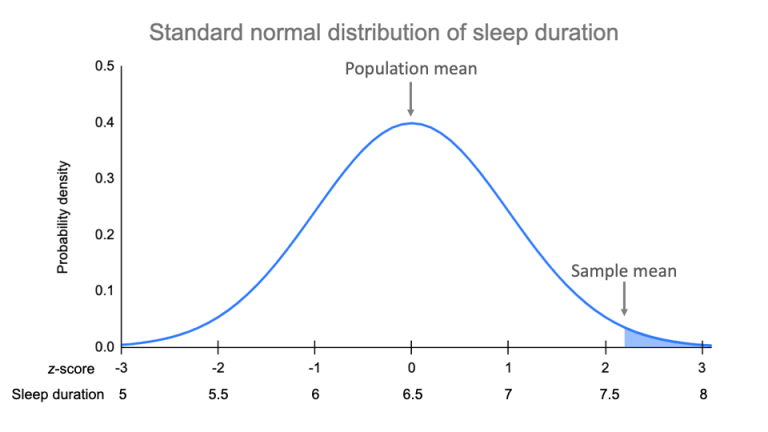 Standard normal distribution of sleep duration
Population mean
Sample mean
Probability density
0.5
0.4
0.3
0.2
0.1
0.0
z-score -3 -2 -1 0 1 2 3
Sleep duration 5 5.5 6 6.5 7 7.5 8